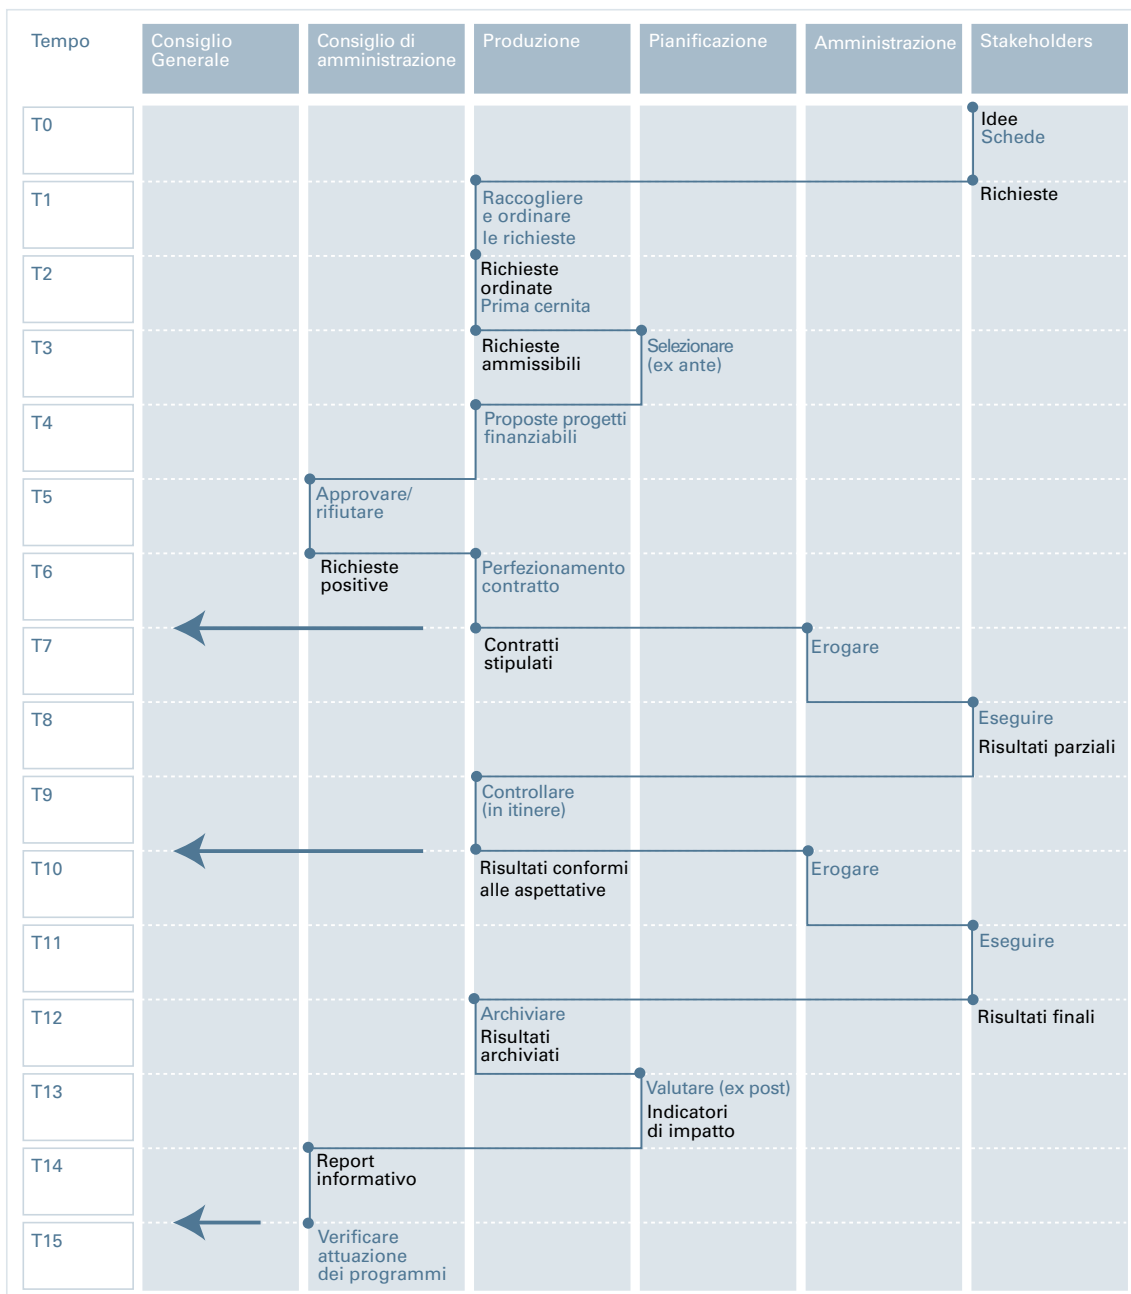 Tempo
Consiglio
Generale
Consiglio di
amministrazione
Produzione
Pianificazione
Amministrazione
Stakeholders
T0
Idee
Schede
T1
Raccogliere
e ordinare
le richieste
Richieste
T2
Richieste
ordinate
Prima cernita
T3
Richieste
ammissibili
Selezionare
(ex ante)
T4
Proposte progetti
finanziabili
T5
Approvare/
rifiutare
T6
Richieste
positive
Perfezionamento
contratto
T7
Contratti
stipulati
Erogare
T8
Eseguire
Risultati parziali
T9
Controllare
(in itinere)
T10
Risultati conformi
alle aspettative
Erogare
T11
Eseguire
T12
Archiviare
Risultati
archiviati
Risultati finali
T13
Valutare (ex post)
Indicatori
di impatto
T14
Report
informativo
T15
Verificare
attuazione
dei programmi